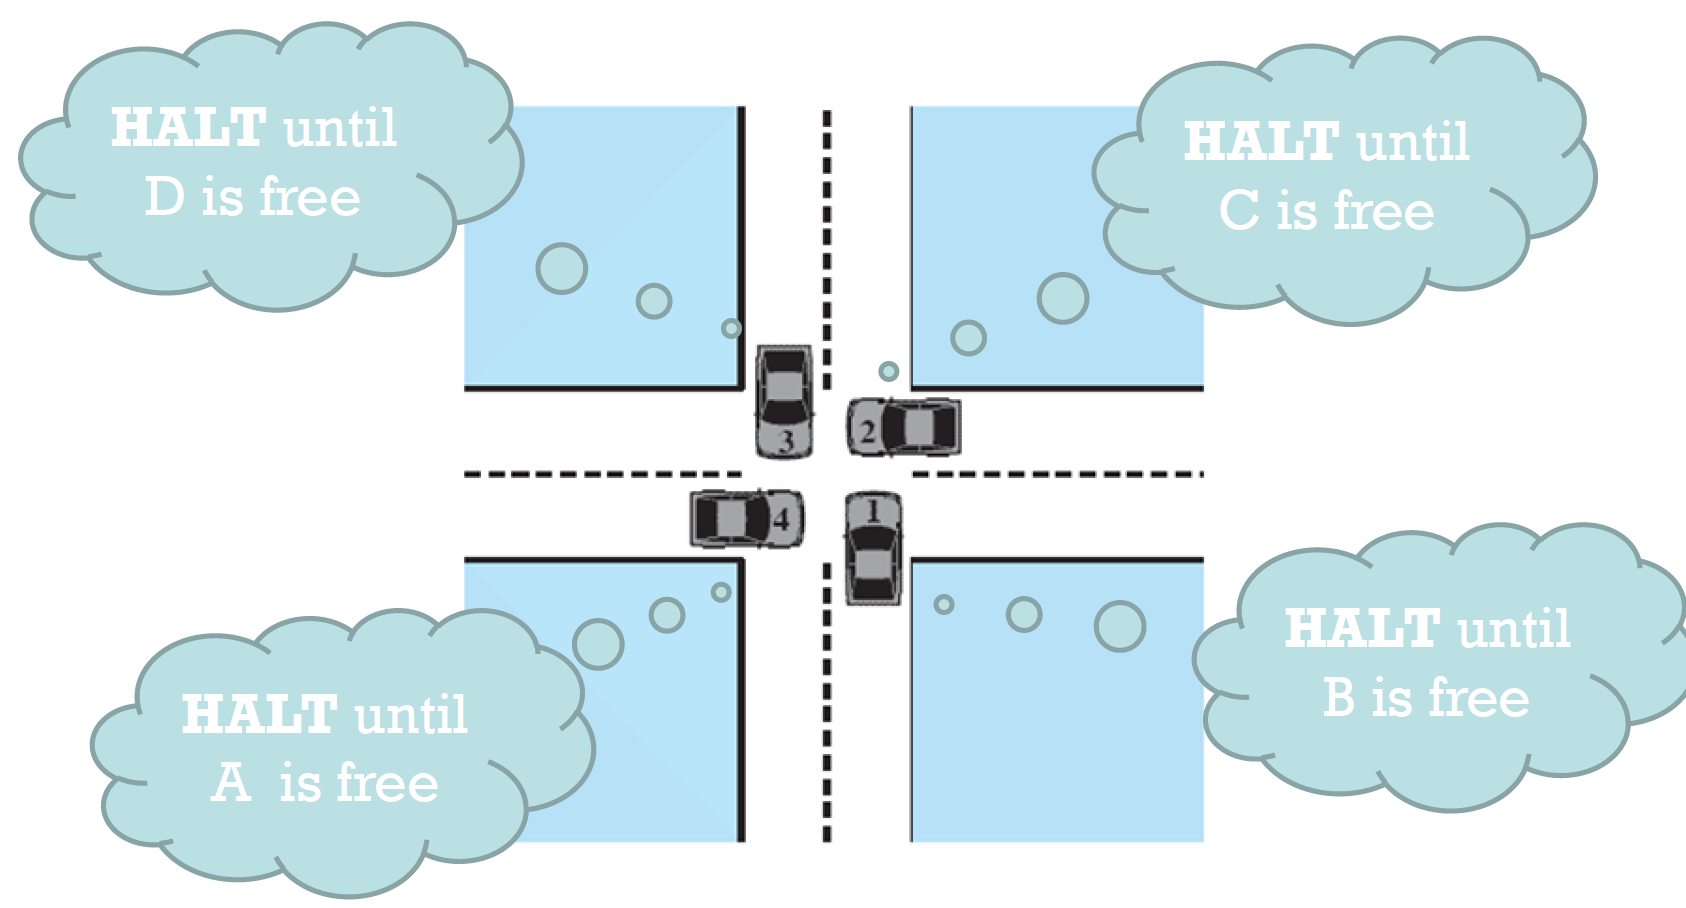 HALT until
D is free
HALT until
C is free
3
2
4
1
HALT until
B is free
HALT until
A is free